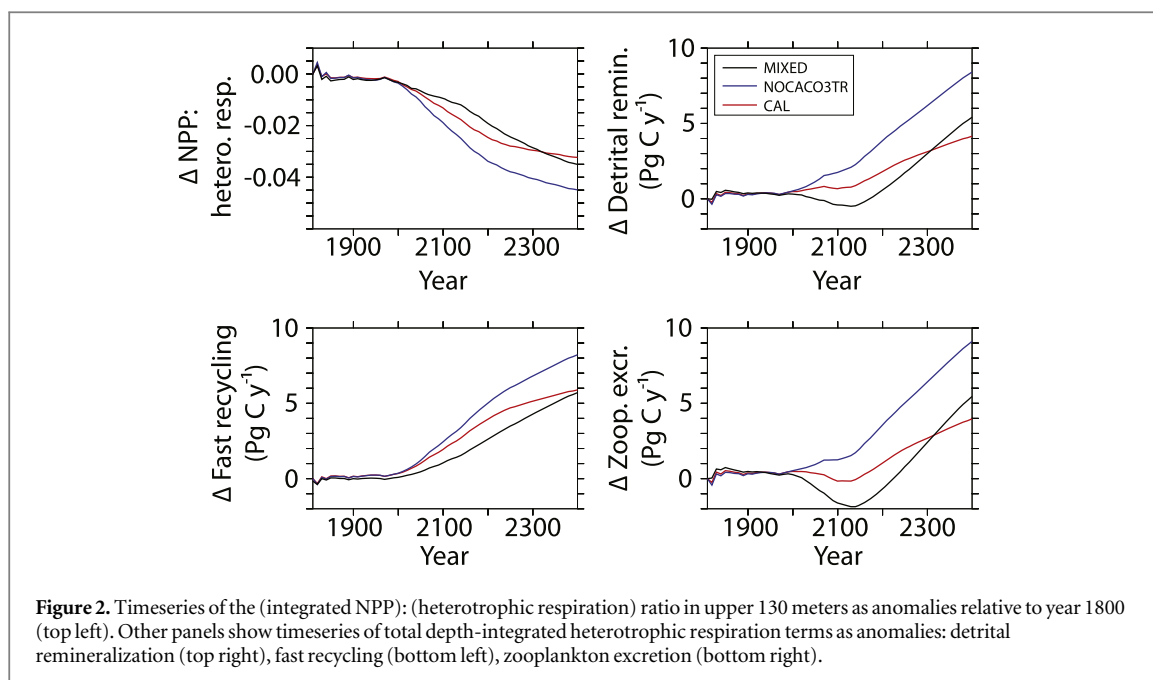 Δ NPP:
hetero. resp.
0.00
-0.02
-0.04
1900 2100 2300
Year
Δ Detrital remin.
(Pg C y⁻¹)
10
5
0
MIXED
NOCACO3TR
CAL
1900 2100 2300
Year
Δ Fast recycling
(Pg C y⁻¹)
10
5
0
1900 2100 2300
Year
Δ Zoop. excr.
(Pg C y⁻¹)
10
5
0
1900 2100 2300
Year
Figure 2. Timeseries of the (integrated NPP): (heterotrophic respiration) ratio in upper 130 meters as anomalies relative to year 1800
(top left). Other panels show timeseries of total depth-integrated heterotrophic respiration terms as anomalies: detrital
remineralization (top right), fast recycling (bottom left), zooplankton excretion (bottom right).